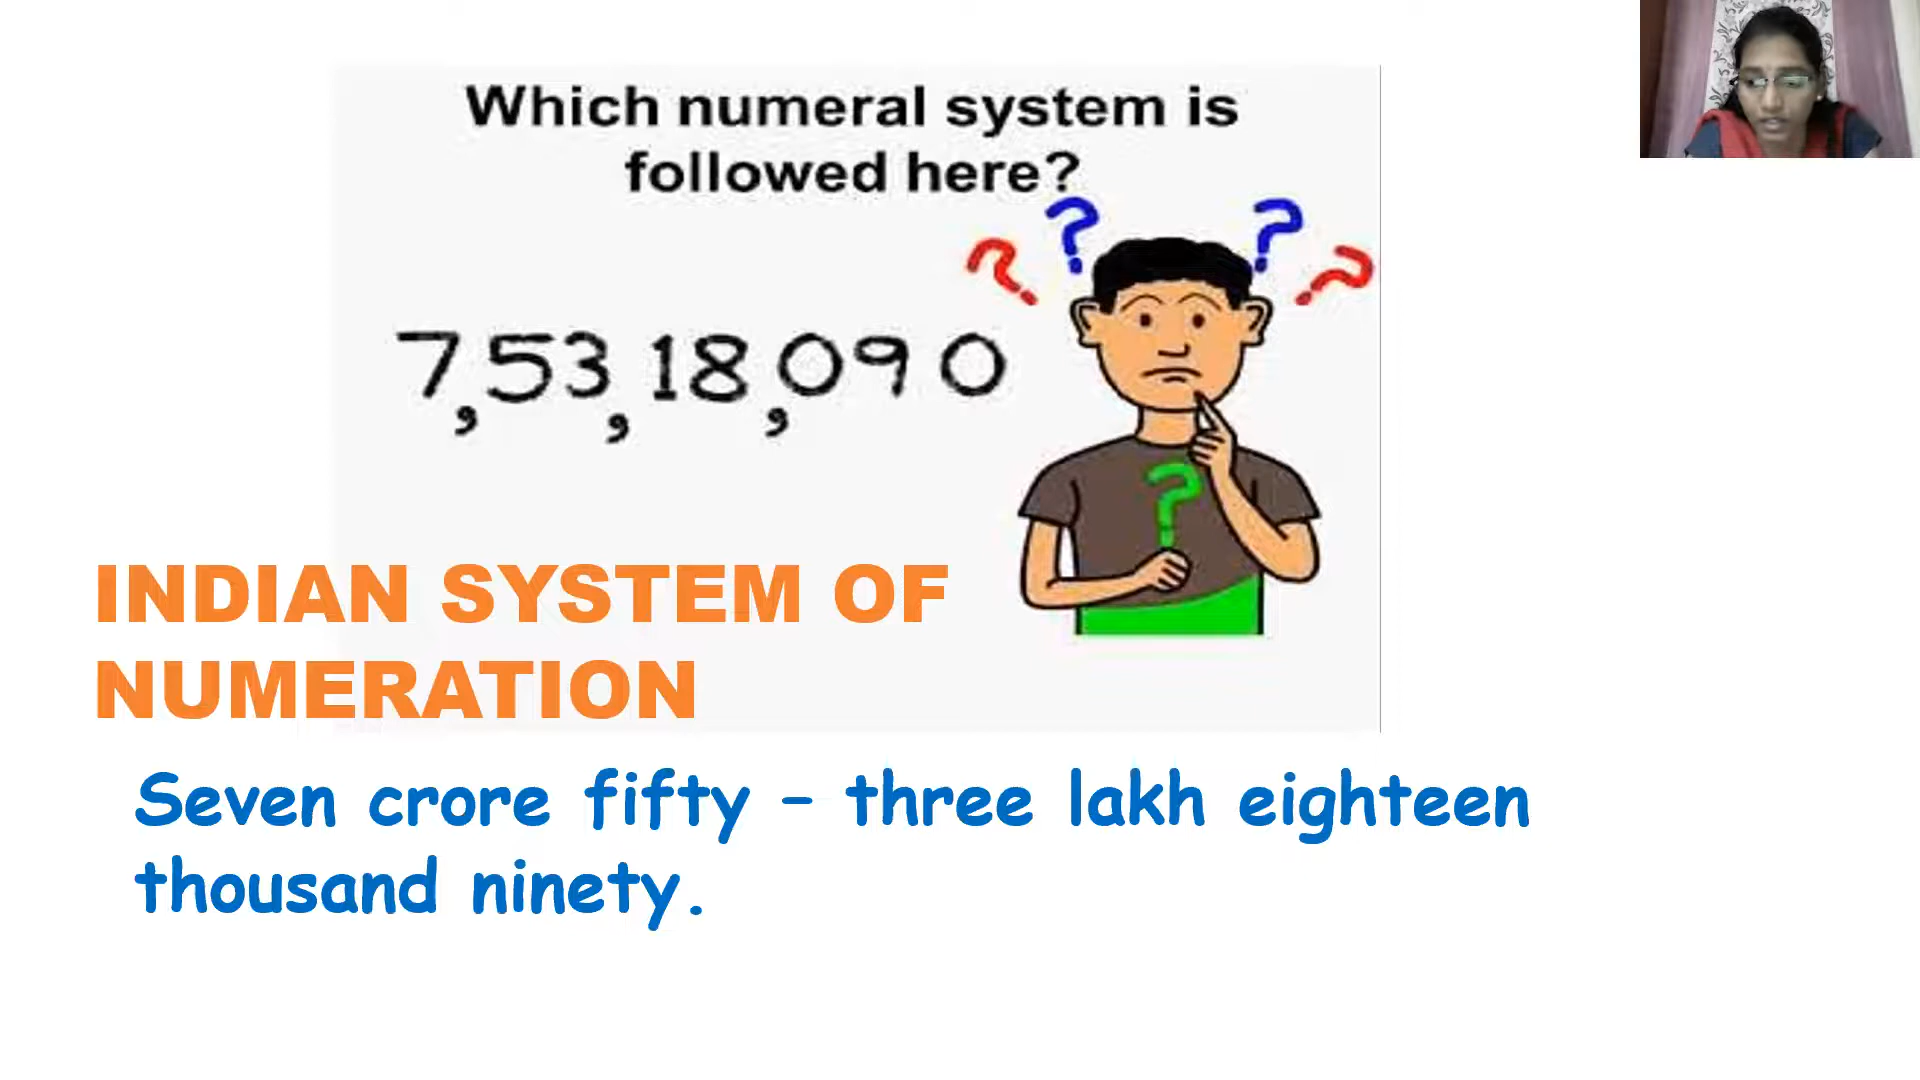 Which numeral system is
followed here?
? ? ? ?
7,53,18,090
?
INDIAN SYSTEM OF
NUMERATION
Seven crore fifty – three lakh eighteen
thousand ninety.